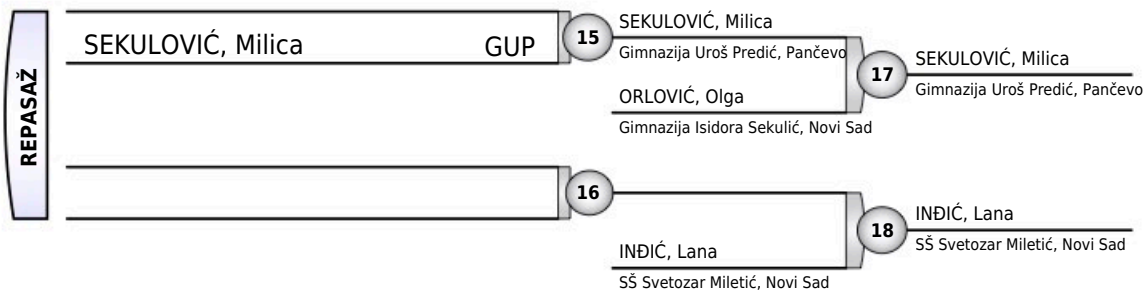 REPASAŽ
SEKULOVIĆ, Milica GUP
15
SEKULOVIĆ, Milica
Gimnazija Uroš Predić, Pančevo
ORLOVIĆ, Olga
Gimnazija Isidora Sekulić, Novi Sad
17
SEKULOVIĆ, Milica
Gimnazija Uroš Predić, Pančevo
16
INĐIĆ, Lana
SŠ Svetozar Miletić, Novi Sad
18
INĐIĆ, Lana
SŠ Svetozar Miletić, Novi Sad